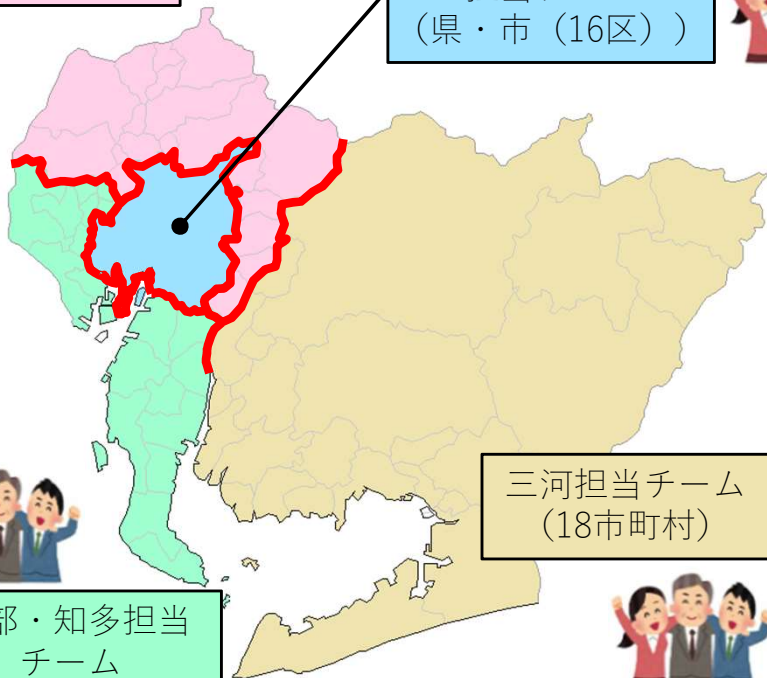 （県・市（16区））
三河担当チーム
（18市町村）
部・知多担当
チーム